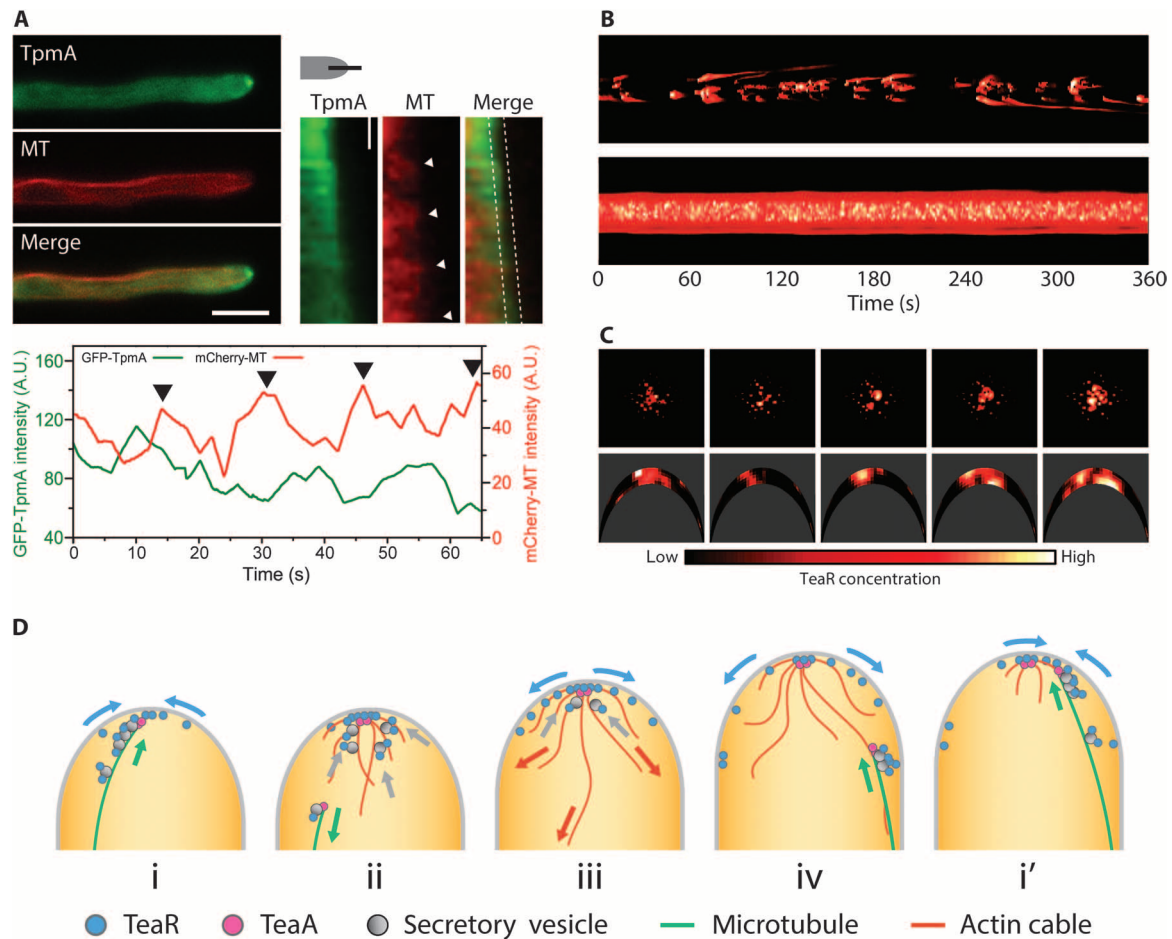 A
TpmA
MT
Merge
TpmA MT Merge
GFP-TpmA mCherry-MT
160
120
80
40
GFP-TpmA intensity (A.U.)
60
40
20
0
mCherry-MT intensity (A.U.)
0 10 20 30 40 50 60
Time (s)
B
0 60 120 180 240 300 360
Time (s)
C
Low High
TeaR concentration
D
i ii iii iv i′
TeaR TeaA Secretory vesicle Microtubule Actin cable